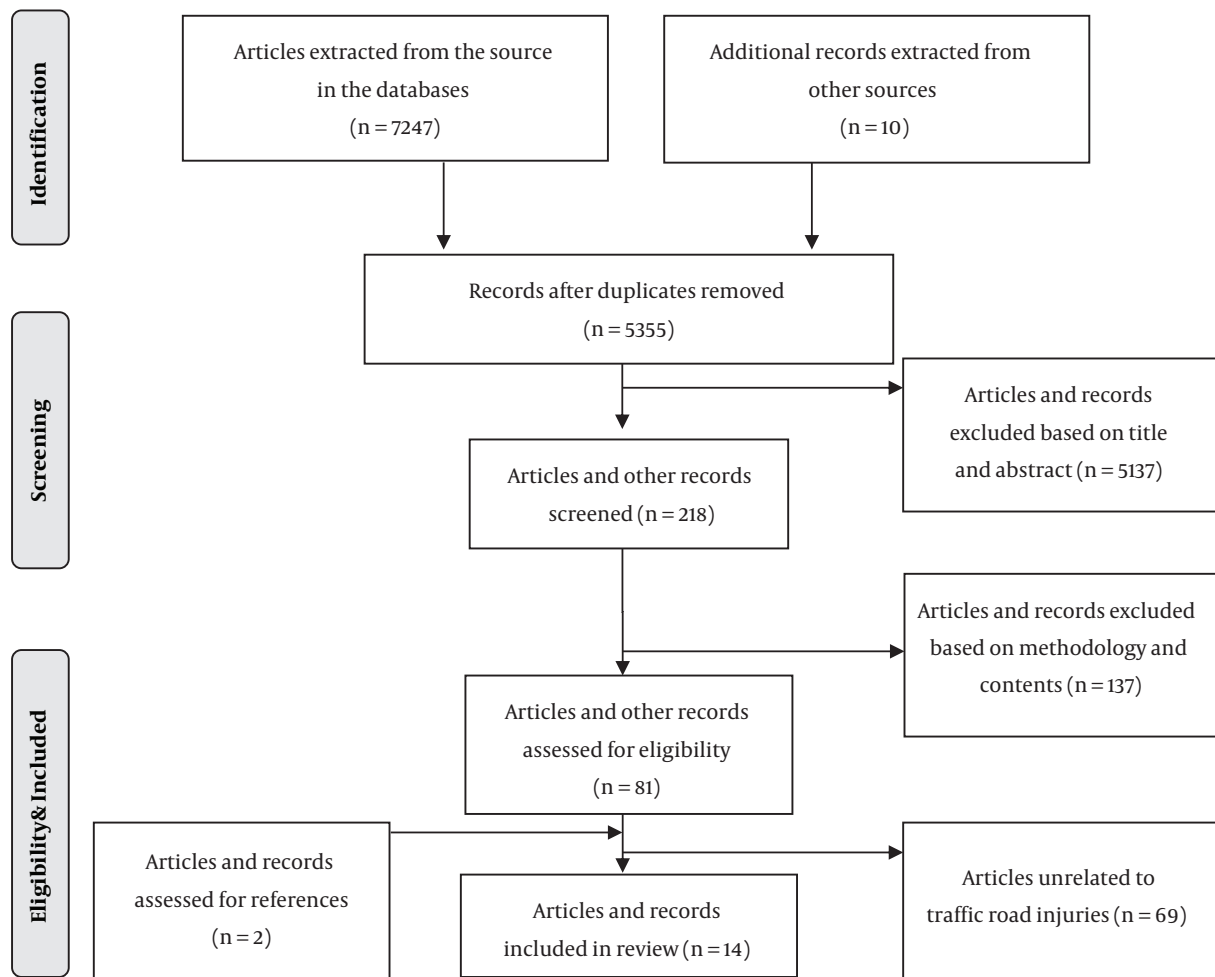 Identification
Articles extracted from the source
in the databases
(n = 7247)
Additional records extracted from
other sources
(n = 10)
Records after duplicates removed
(n = 5355)
Screening
Articles and records
excluded based on title
and abstract (n = 5137)
Articles and other records
screened (n = 218)
Articles and records excluded
based on methodology and
contents (n = 137)
Eligibility& Included
Articles and other records
assessed for eligibility
(n = 81)
Articles and records
assessed for references
(n = 2)
Articles unrelated to
traffic road injuries (n = 69)
Articles and records
included in review (n = 14)